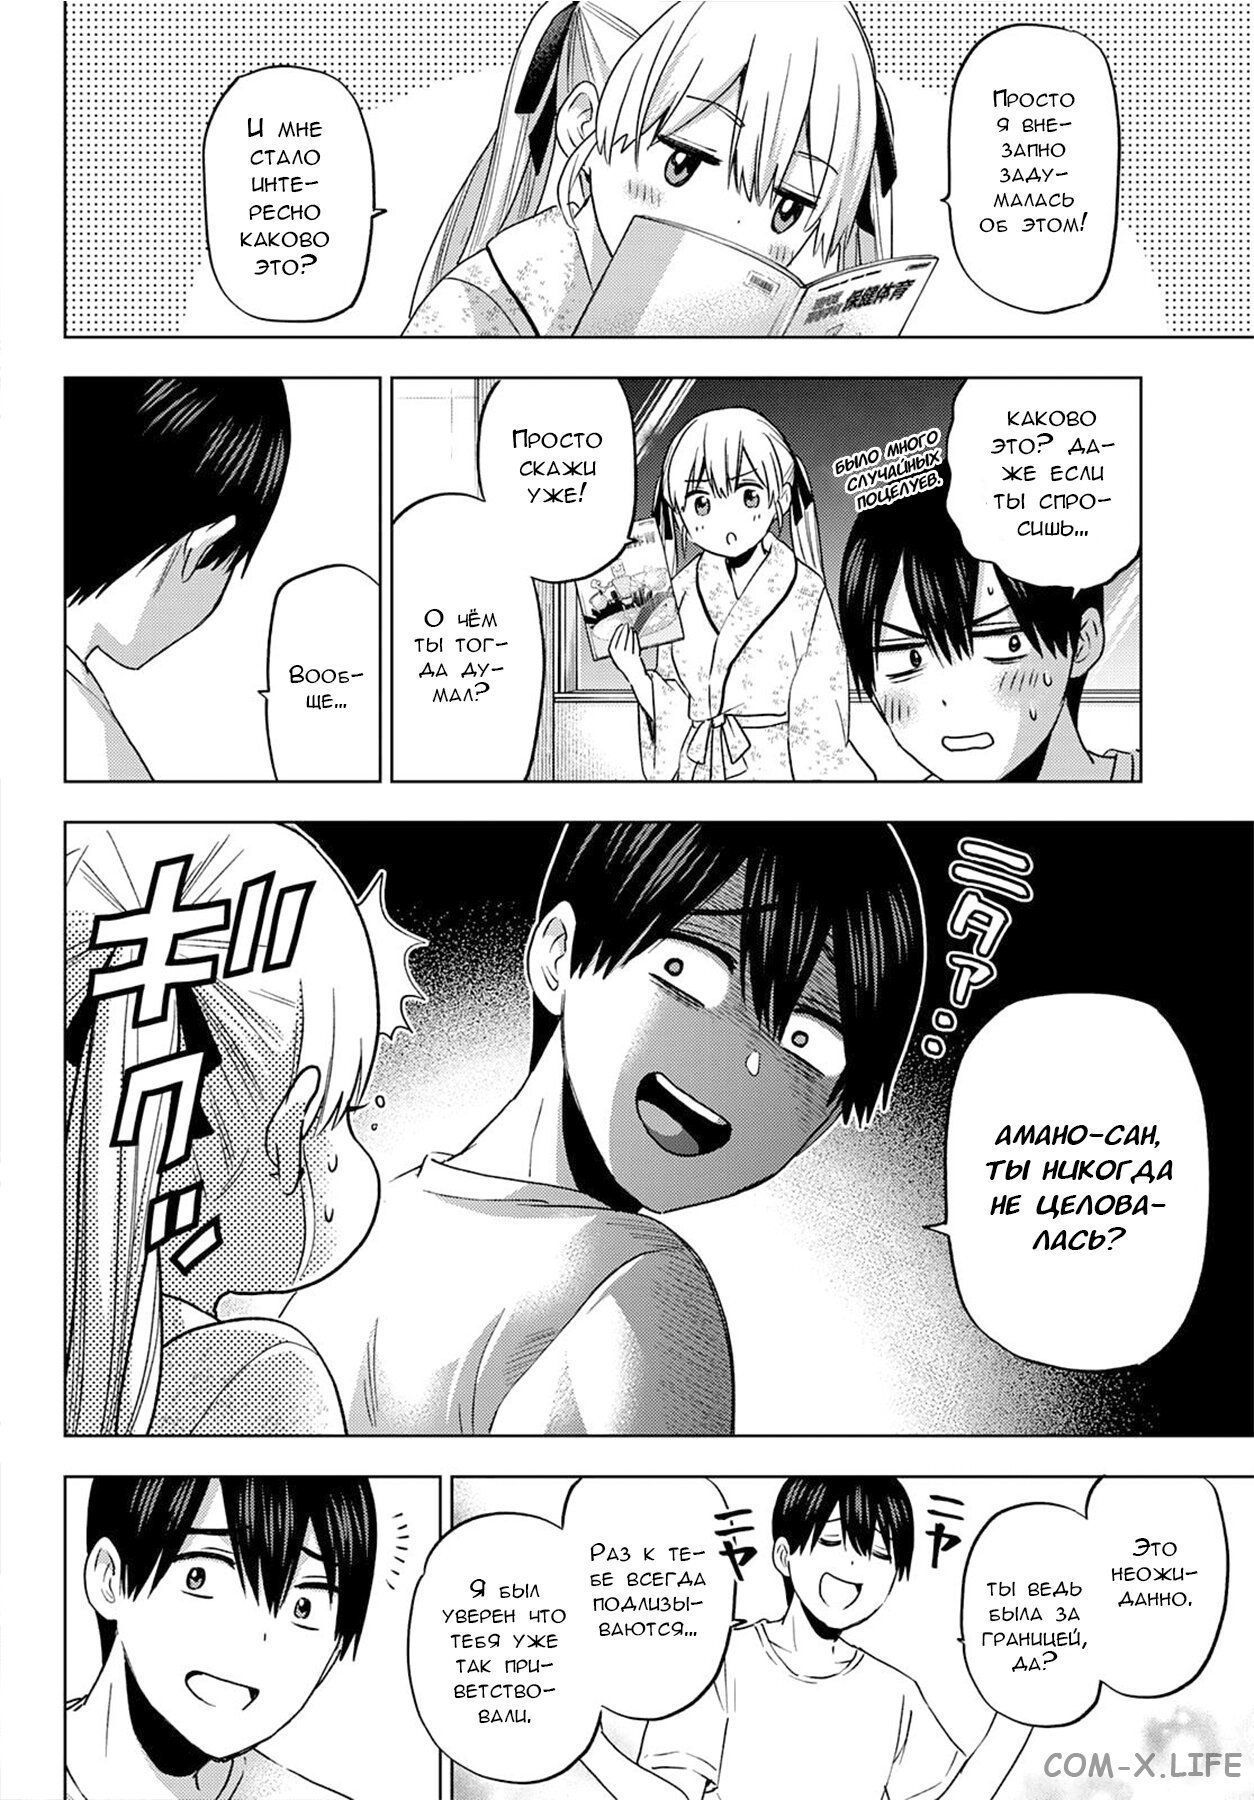 Просто
я вне-
запно
заду-
малась
об этом!
И мне
стало
инте-
ресно
каково
это?
保健体育
каково
это? Да-
же если
ты спро-
сишь...
Было много
случайных
поцелуев.
Просто
скажи
уже!
О чём
ты тог-
да ду-
мал?
Вооб-
ще...
ニタァ...
Амано-сан,
ты никогда
не целова-
лась?
ギクッ
Это
неожи-
данно.
ты ведь
была за
границей,
да?
ニヤ
ニヤ
Раз к те-
бе всегда
подлизы-
ваются...
Я был
уверен что
тебя уже
так при-
ветство-
вали.
COM-X.LIFE